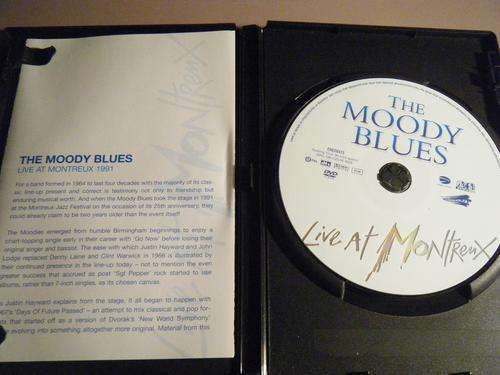 THE MOODY BLUES
LIVE AT MONTREUX 1991
For a band formed in 1964 to last four decades with the majority of its clas-
sic line-up present and correct is testimony not only to friendship but
enduring musical worth. And when the Moody Blues took the stage in 1991
at the Montreux Jazz Festival on the occasion of its 25th anniversary, they
could already claim to be two years older than the event itself!
The Moodies emerged from humble Birmingham beginnings to enjoy a
chart-topping single early in their career with 'Go Now' before losing their
original singer and bassist. The ease with which Justin Hayward and John
Lodge replaced Denny Laine and Clint Warwick in 1966 is illustrated by
their continued presence in the line-up today – not to mention the even
greater success that accrued as post 'Sgt Pepper' rock started to use
albums, rather than 7-inch singles, as its chosen canvas.
s Justin Hayward explains from the stage, it all began to happen with
967's 'Days Of Future Passed' – an attempt to mix classical and pop for-
ats that started off as a version of Dvorak's 'New World Symphony'
evolving into something altogether more original. Material from this
Montreux
THE
MOODY
BLUES
DVD
Live At Montreux